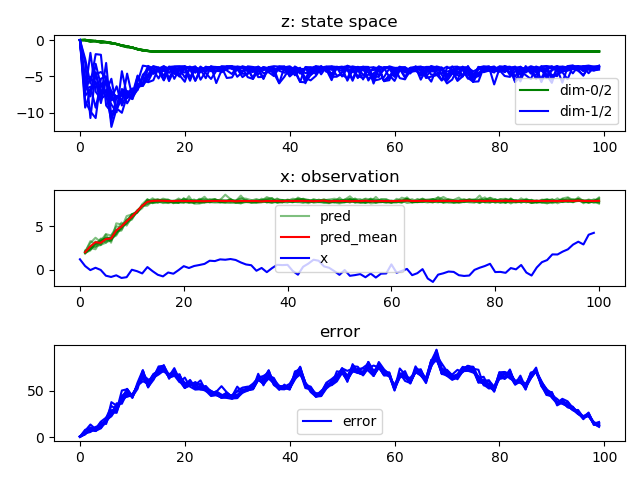 z: state space
0
−5
−10
dim-0/2
dim-1/2
0 20 40 60 80 100
x: observation
5
0
pred
pred_mean
x
0 20 40 60 80 100
error
50
0
error
0 20 40 60 80 100